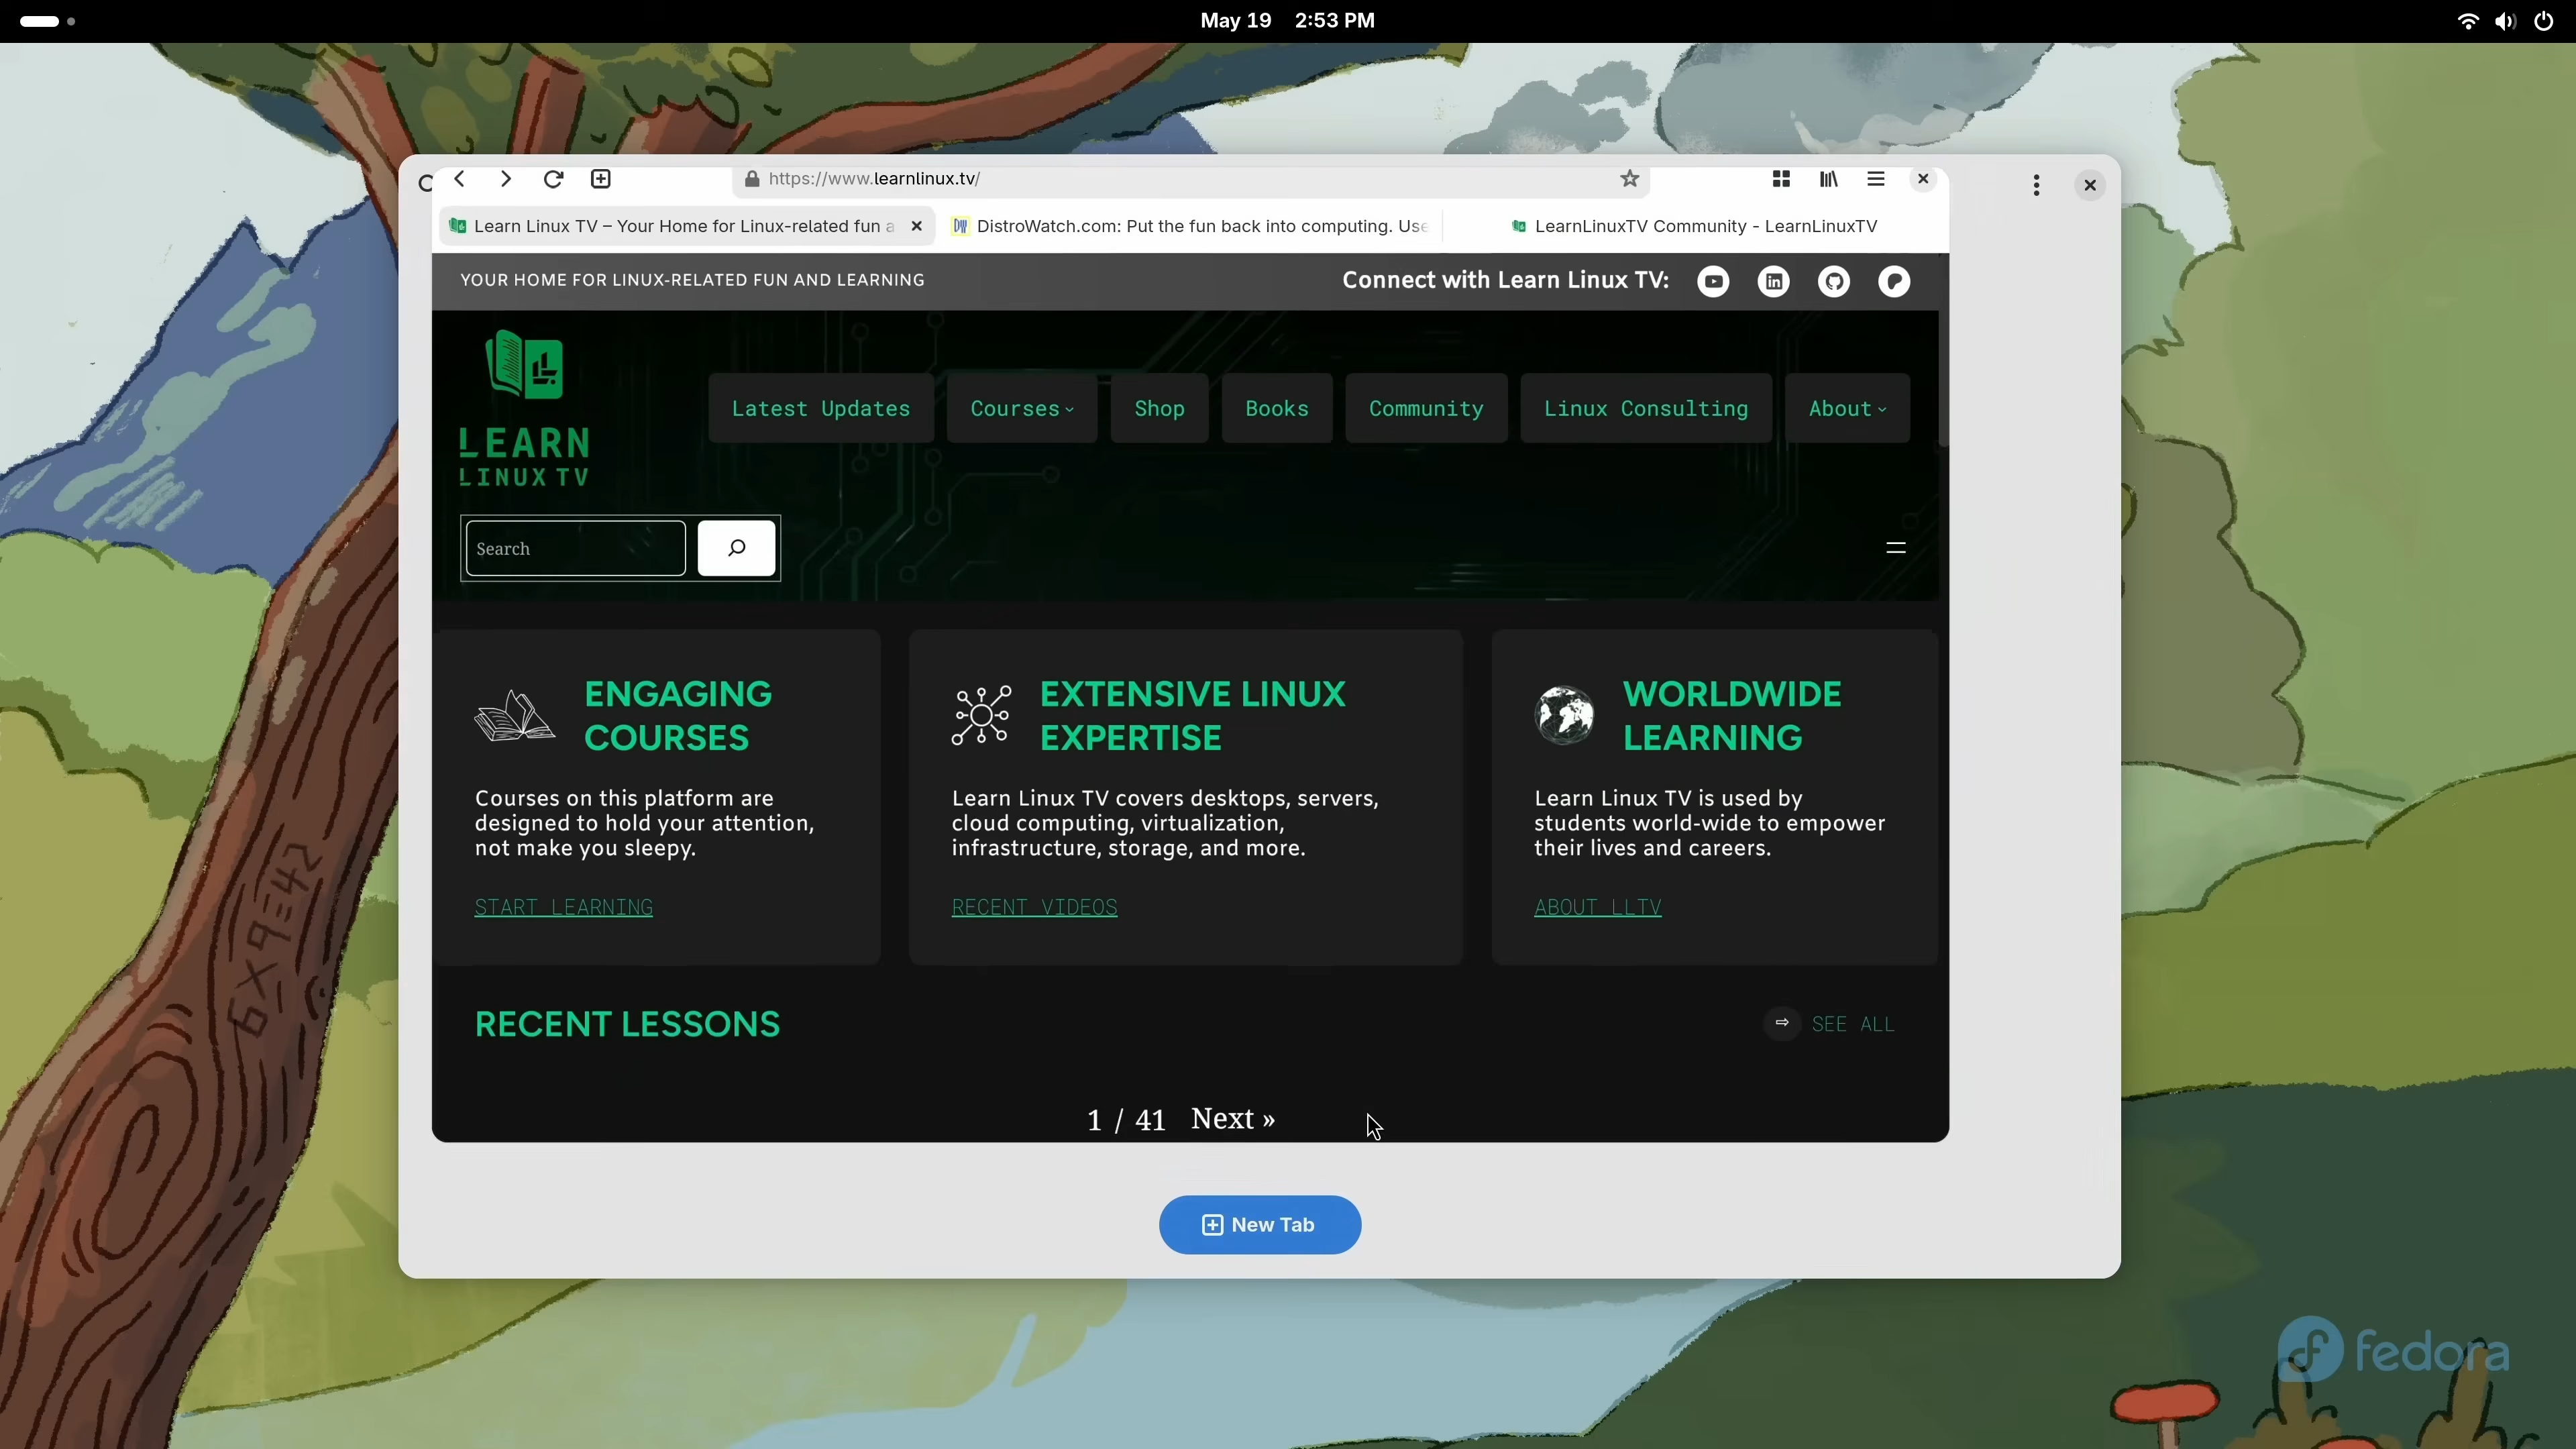 May 19 2:53 PM
https://www.learnlinux.tv/
Learn Linux TV – Your Home for Linux-related fun a
DistroWatch.com: Put the fun back into computing. Use
LearnLinuxTV Community - LearnLinuxTV
YOUR HOME FOR LINUX-RELATED FUN AND LEARNING
Connect with Learn Linux TV:
LEARN
LINUX TV
Latest Updates
Courses
Shop
Books
Community
Linux Consulting
About
Search
ENGAGING
COURSES
Courses on this platform are
designed to hold your attention,
not make you sleepy.
START LEARNING
EXTENSIVE LINUX
EXPERTISE
Learn Linux TV covers desktops, servers,
cloud computing, virtualization,
infrastructure, storage, and more.
RECENT VIDEOS
WORLDWIDE
LEARNING
Learn Linux TV is used by
students world-wide to empower
their lives and careers.
ABOUT LLTV
RECENT LESSONS
⇨ SEE ALL
1 / 41 Next »
New Tab
6×9=42
fedora